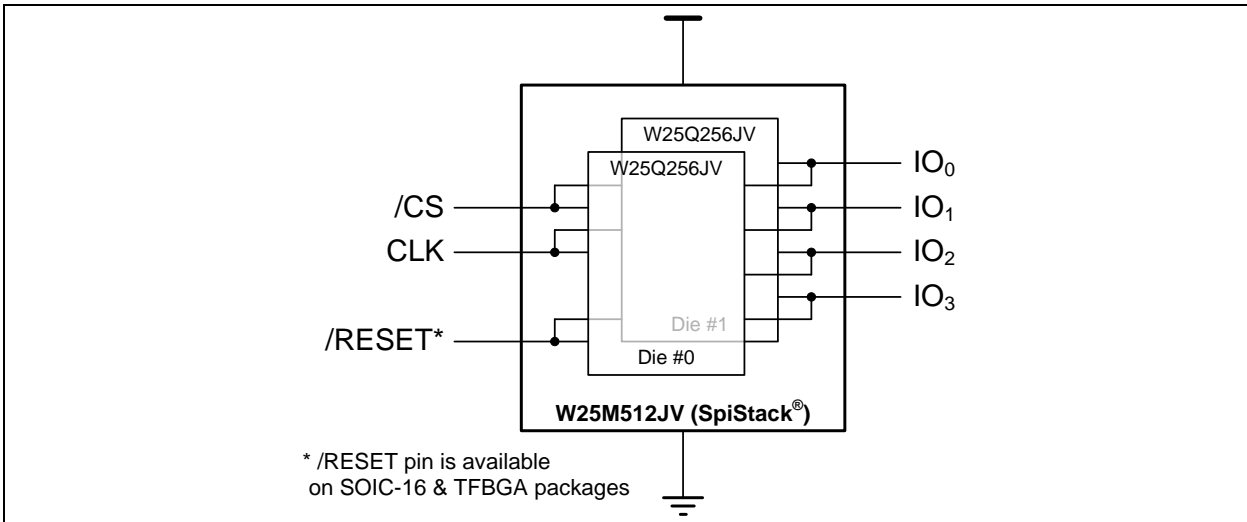 W25Q256JV
W25Q256JV
/CS
CLK
/RESET*
IO₀
IO₁
IO₂
IO₃
Die #1
Die #0
W25M512JV (SpiStack®)
* /RESET pin is available
on SOIC-16 & TFBGA packages